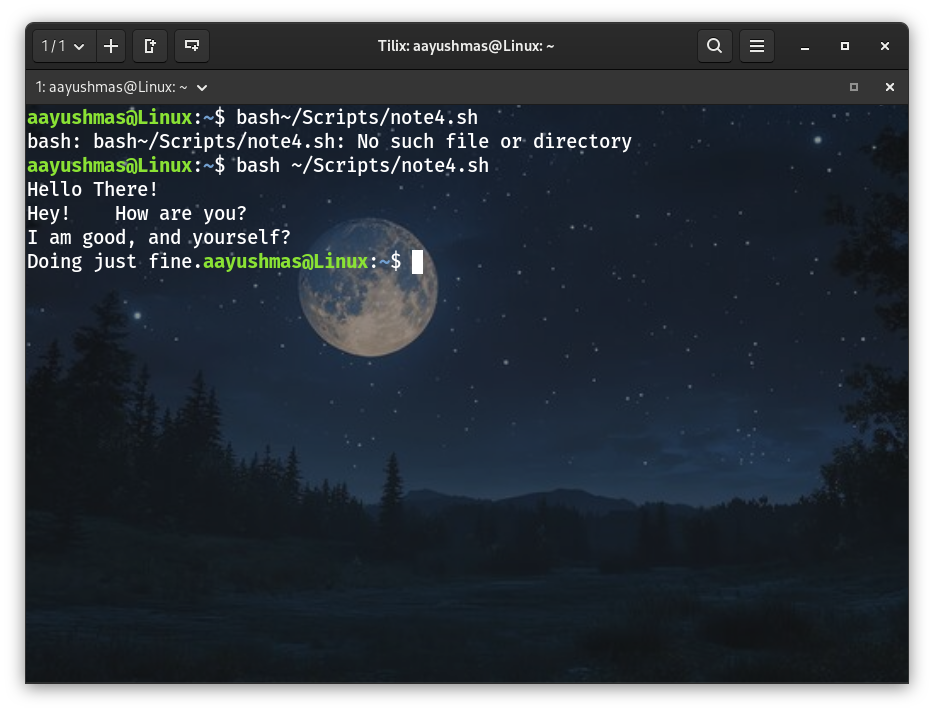 1 / 1
Tilix: aayushmas@Linux: ~
1: aayushmas@Linux: ~
aayushmas@Linux:~$ bash~/Scripts/note4.sh
bash: bash~/Scripts/note4.sh: No such file or directory
aayushmas@Linux:~$ bash ~/Scripts/note4.sh
Hello There!
Hey!    How are you?
I am good, and yourself?
Doing just fine.aayushmas@Linux:~$